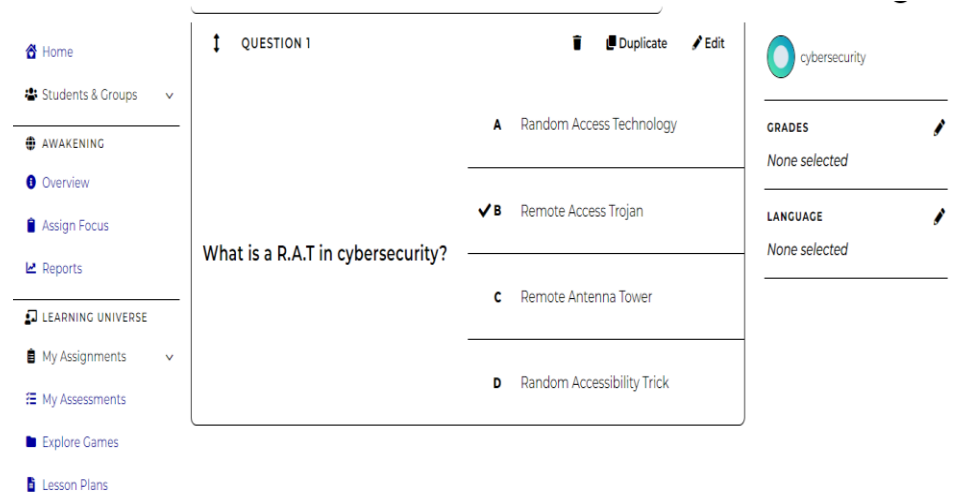 Home
Students & Groups
AWAKENING
Overview
Assign Focus
Reports
LEARNING UNIVERSE
My Assignments
My Assessments
Explore Games
Lesson Plans
QUESTION 1
Duplicate
Edit
What is a R.A.T in cybersecurity?
A Random Access Technology
B Remote Access Trojan
C Remote Antenna Tower
D Random Accessibility Trick
cybersecurity
GRADES
None selected
LANGUAGE
None selected